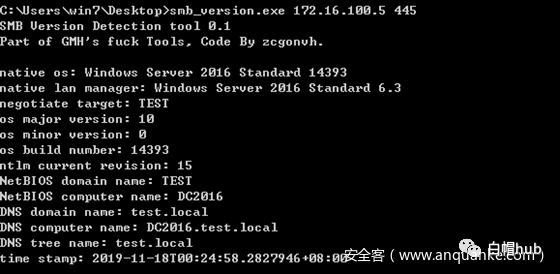 C:\Users\win7\Desktop>smb_version.exe 172.16.100.5 445
SMB Version Detection tool 0.1
Part of GMH's fuck Tools, Code By zcgonvh.
native os: Windows Server 2016 Standard 14393
native lan manager: Windows Server 2016 Standard 6.3
negotiate target: TEST
os major version: 10
os minor version: 0
os build number: 14393
ntlm current revision: 15
NetBIOS domain name: TEST
NetBIOS computer name: DC2016
DNS domain name: test.local
DNS computer name: DC2016.test.local
DNS tree name: test.local
time stamp: 2019-11-18T00:24:58.2827946+08:00
白帽hub
安全客（www.anquanke.com）